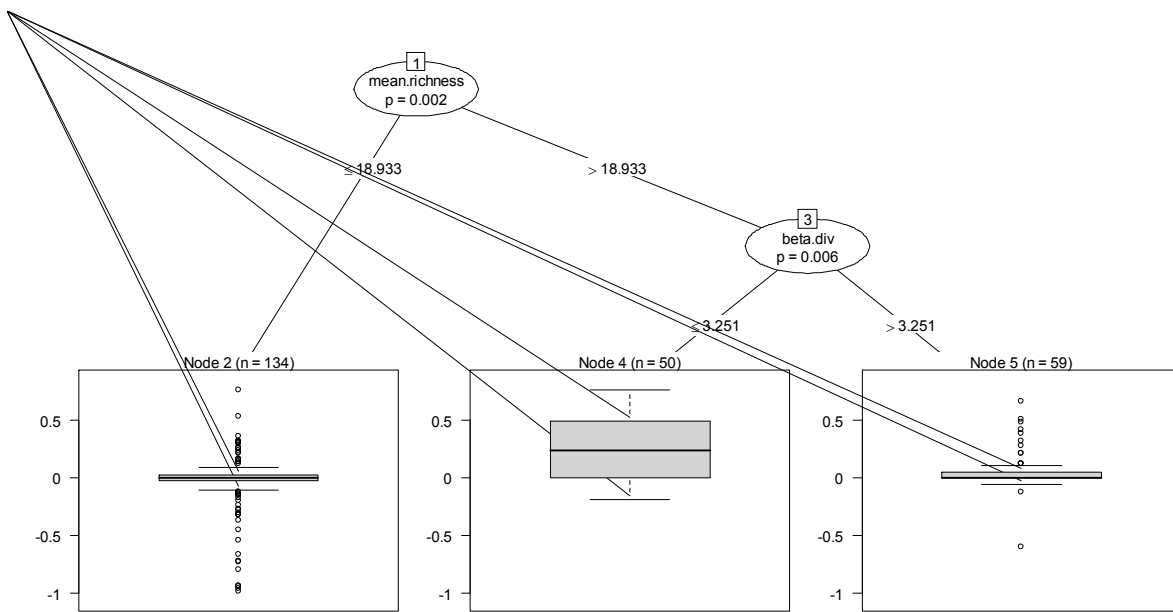 1
mean.richness
p = 0.002
≤ 18.933
> 18.933
3
beta.div
p = 0.006
≤ 3.251
> 3.251
Node 2 (n = 134)
Node 4 (n = 50)
Node 5 (n = 59)
0.5
0
-0.5
-1
0.5
0
-0.5
-1
0.5
0
-0.5
-1